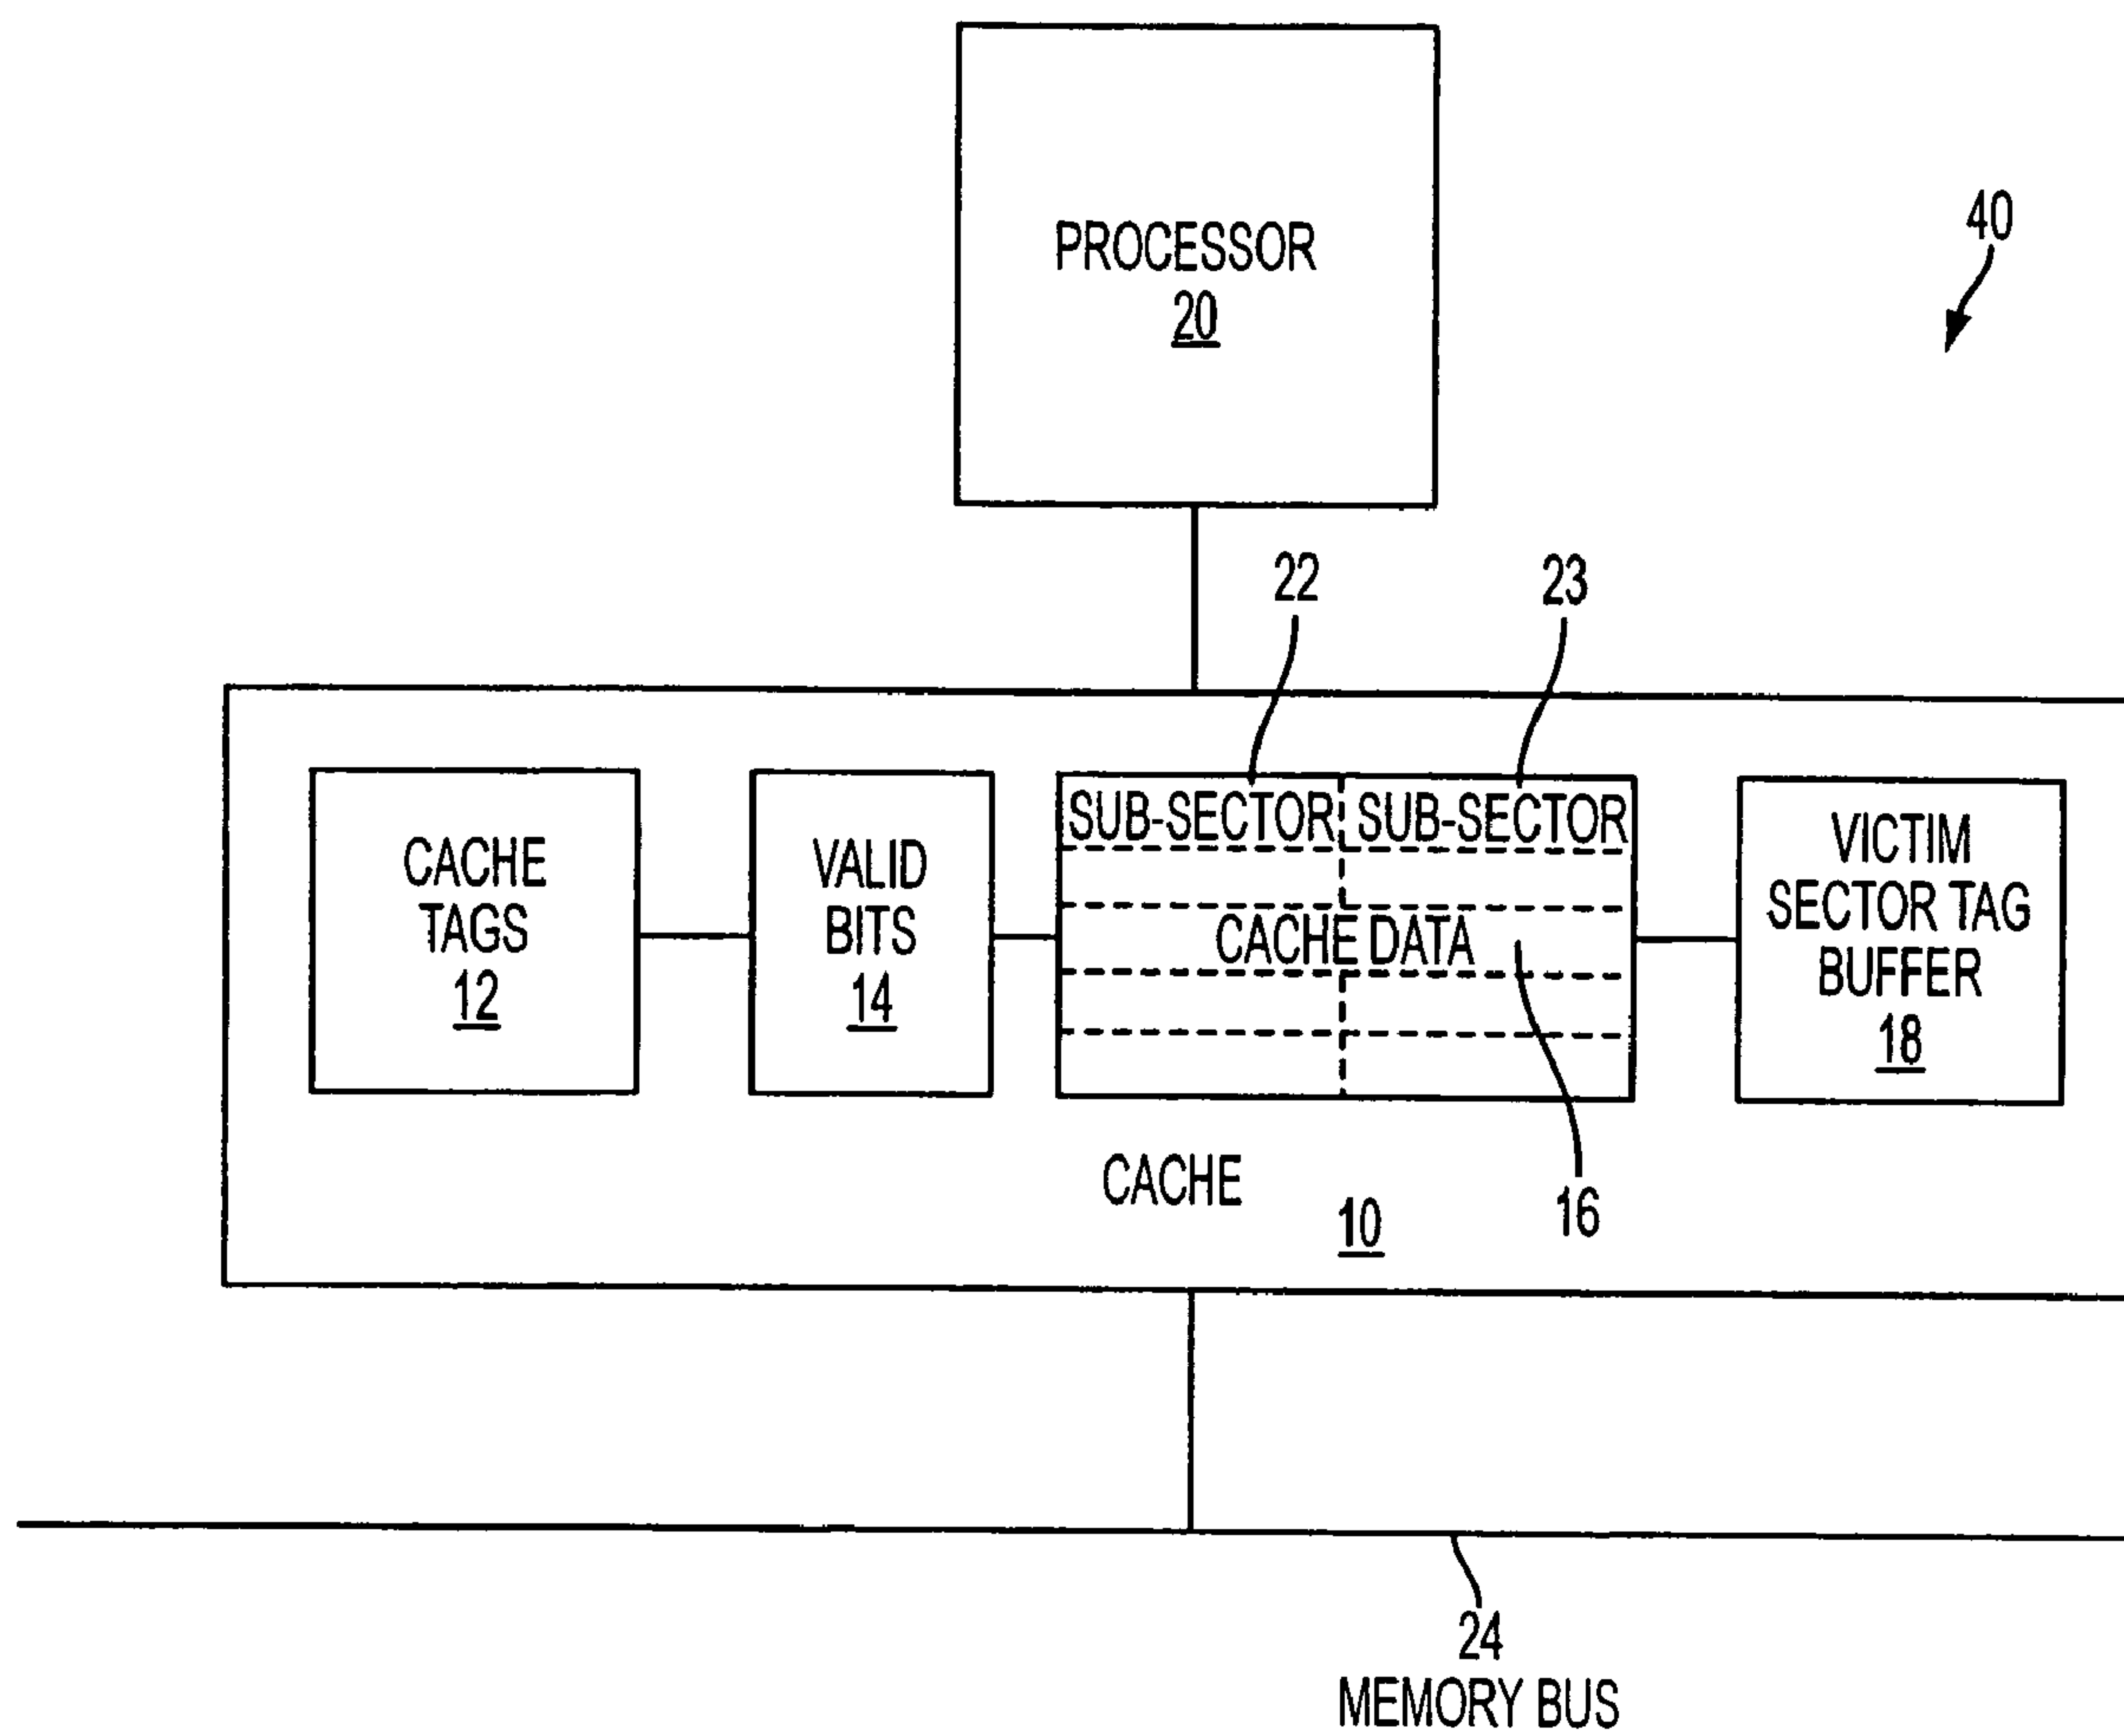 PROCESSOR
20
40
22
23
CACHE
TAGS
12
VALID
BITS
14
SUB-SECTOR SUB-SECTOR
CACHE DATA
VICTIM
SECTOR TAG
BUFFER
18
CACHE
10
16
24
MEMORY BUS